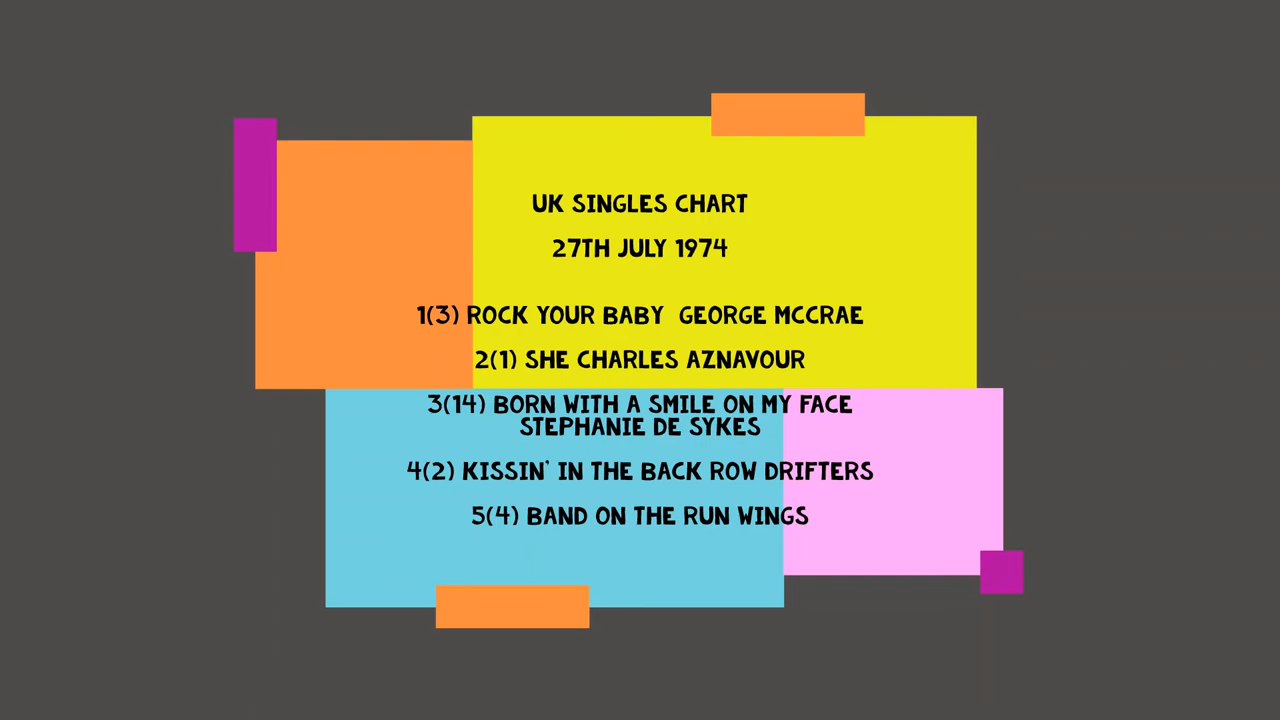 UK SINGLES CHART
27TH JULY 1974
1(3) ROCK YOUR BABY  GEORGE MCCRAE
2(1) SHE CHARLES AZNAVOUR
3(14) BORN WITH A SMILE ON MY FACE
STEPHANIE DE SYKES
4(2) KISSIN' IN THE BACK ROW DRIFTERS
5(4) BAND ON THE RUN WINGS